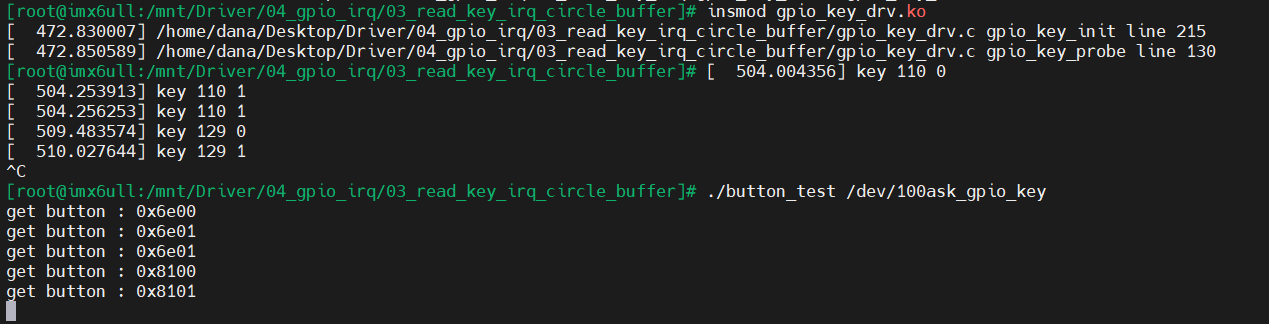 [root@imx6ull:/mnt/Driver/04_gpio_irq/03_read_key_irq_circle_buffer]# insmod gpio_key_drv.ko
[  472.830007] /home/dana/Desktop/Driver/04_gpio_irq/03_read_key_irq_circle_buffer/gpio_key_drv.c gpio_key_init line 215
[  472.850589] /home/dana/Desktop/Driver/04_gpio_irq/03_read_key_irq_circle_buffer/gpio_key_drv.c gpio_key_probe line 130
[root@imx6ull:/mnt/Driver/04_gpio_irq/03_read_key_irq_circle_buffer]# [  504.004356] key 110 0
[  504.253913] key 110 1
[  504.256253] key 110 1
[  509.483574] key 129 0
[  510.027644] key 129 1
^C
[root@imx6ull:/mnt/Driver/04_gpio_irq/03_read_key_irq_circle_buffer]# ./button_test /dev/100ask_gpio_key
get button : 0x6e00
get button : 0x6e01
get button : 0x6e01
get button : 0x8100
get button : 0x8101